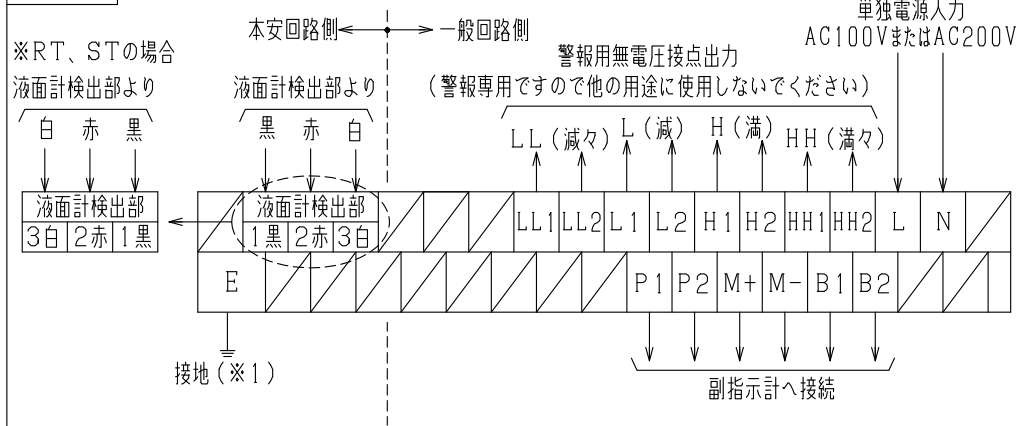 本安回路側 一般回路側
単独電源入力
AC100VまたはAC200V
※RT、STの場合
液面計検出部より
白 赤 黒
液面計検出部より
黒 赤 白
警報用無電圧接点出力
(警報専用ですので他の用途に使用しないでください)
LL(減々) L(減) H(満) HH(満々)
液面計検出部
3白 2赤 1黒
液面計検出部
1黒 2赤 3白
LL1 LL2 L1 L2 H1 H2 HH1 HH2 L N
E P1 P2 M+ M- B1 B2
接地(※1)
副指示計へ接続